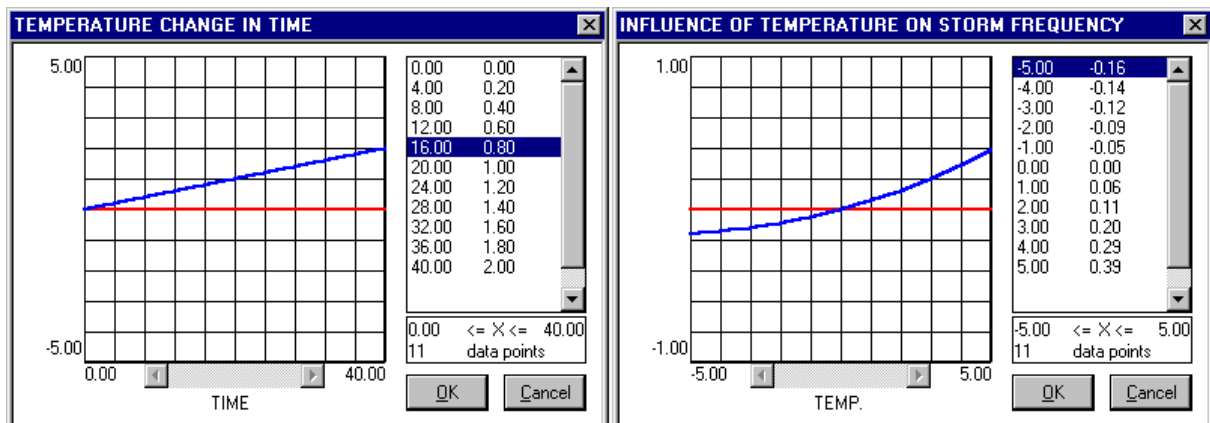 TEMPERATURE CHANGE IN TIME
5.00
-5.00
0.00 40.00
TIME
0.00 0.00
4.00 0.20
8.00 0.40
12.00 0.60
16.00 0.80
20.00 1.00
24.00 1.20
28.00 1.40
32.00 1.60
36.00 1.80
40.00 2.00
0.00 <= X <= 40.00
11 data points
OK Cancel
INFLUENCE OF TEMPERATURE ON STORM FREQUENCY
1.00
-1.00
-5.00 5.00
TEMP.
-5.00 -0.16
-4.00 -0.14
-3.00 -0.12
-2.00 -0.09
-1.00 -0.05
0.00 0.00
1.00 0.06
2.00 0.11
3.00 0.20
4.00 0.29
5.00 0.39
-5.00 <= X <= 5.00
11 data points
OK Cancel